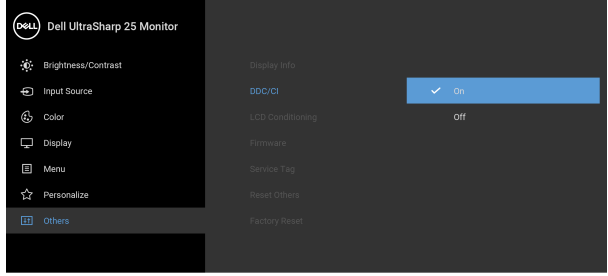 DELL Dell UltraSharp 25 Monitor
Brightness/Contrast
Input Source
Color
Display
Menu
Personalize
Others
Display Info
DDC/CI
LCD Conditioning
Firmware
Service Tag
Reset Others
Factory Reset
On
Off